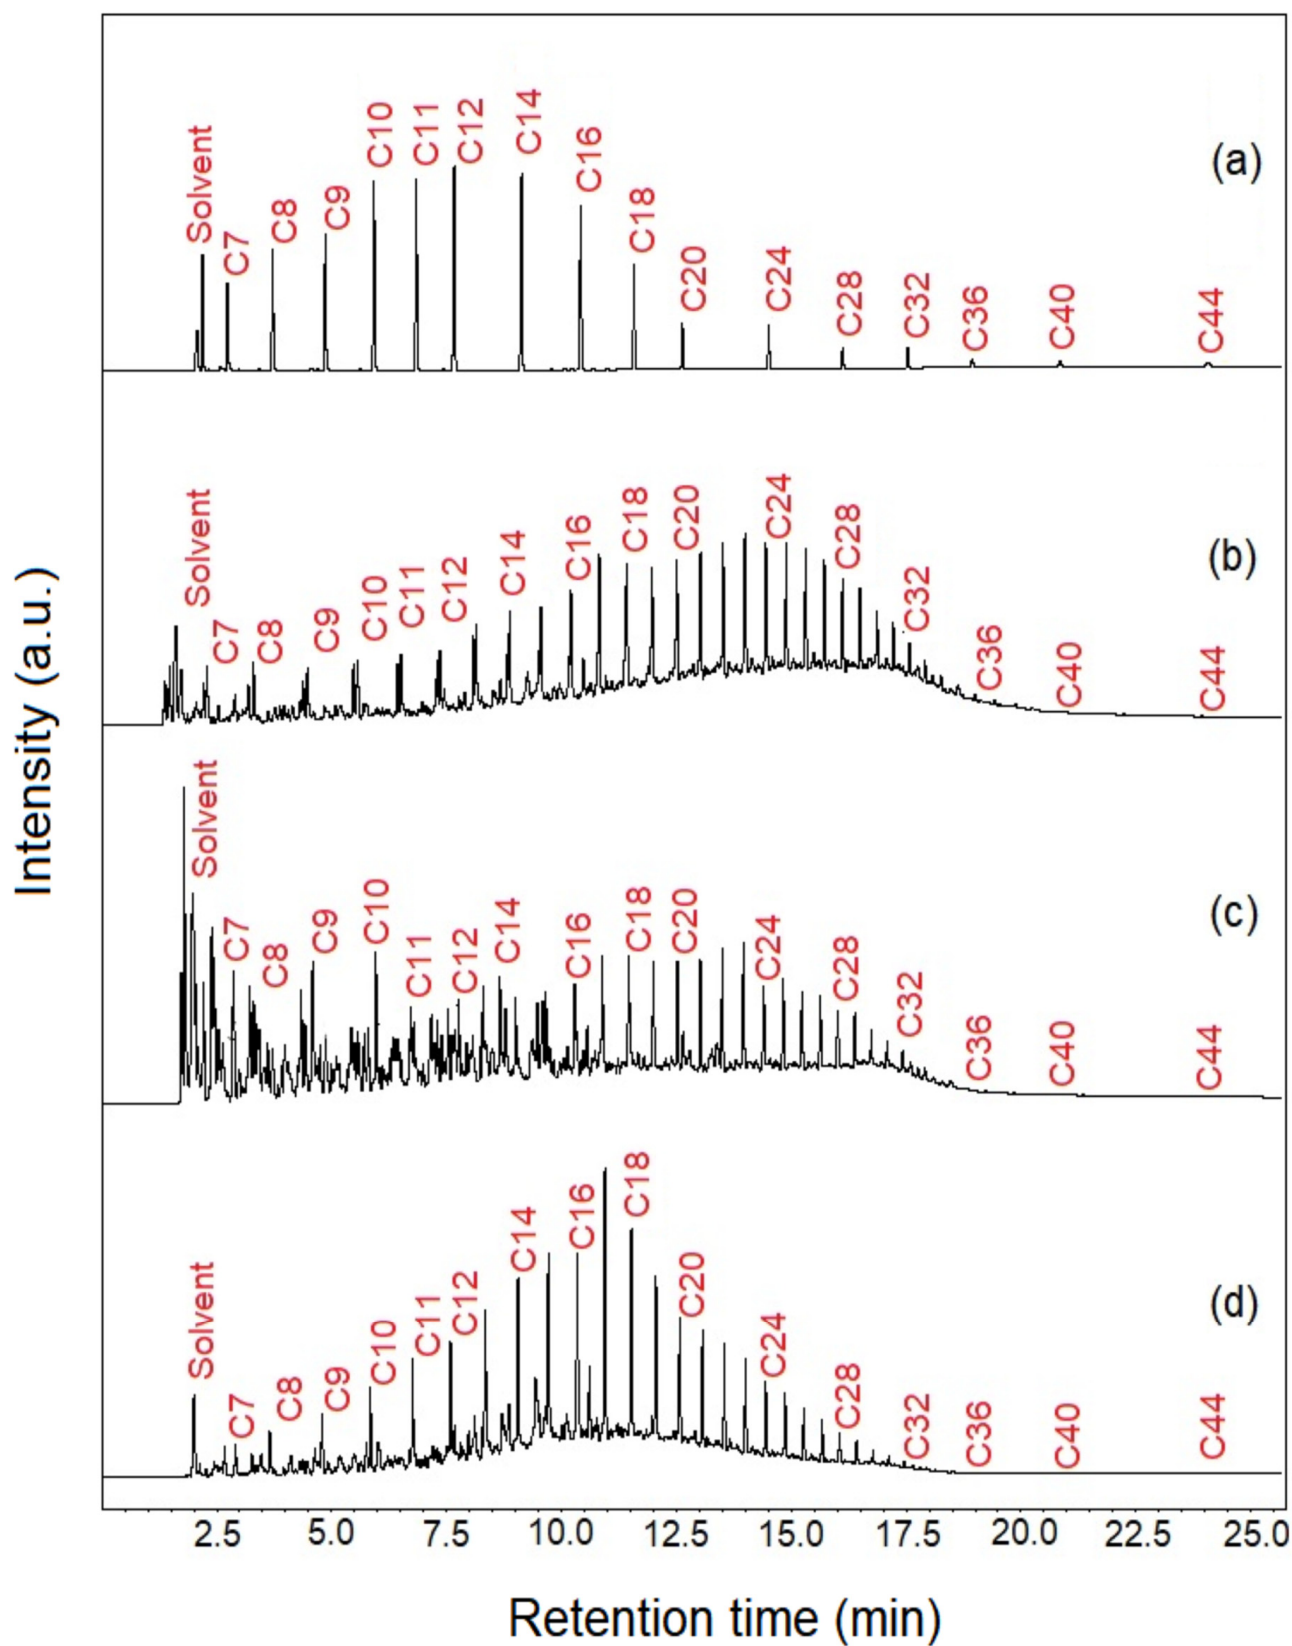 Solvent C7 C8 C9 C10 C11 C12 C14 C16 C18 C20 C24 C28 C32 C36 C40 C44
(a)
Solvent C7 C8 C9 C10 C11 C12 C14 C16 C18 C20 C24 C28 C32 C36 C40 C44
(b)
Solvent C7 C8 C9 C10 C11 C12 C14 C16 C18 C20 C24 C28 C32 C36 C40 C44
(c)
Solvent C7 C8 C9 C10 C11 C12 C14 C16 C18 C20 C24 C28 C32 C36 C40 C44
(d)
Intensity (a.u.)
2.5 5.0 7.5 10.0 12.5 15.0 17.5 20.0 22.5 25.0
Retention time (min)